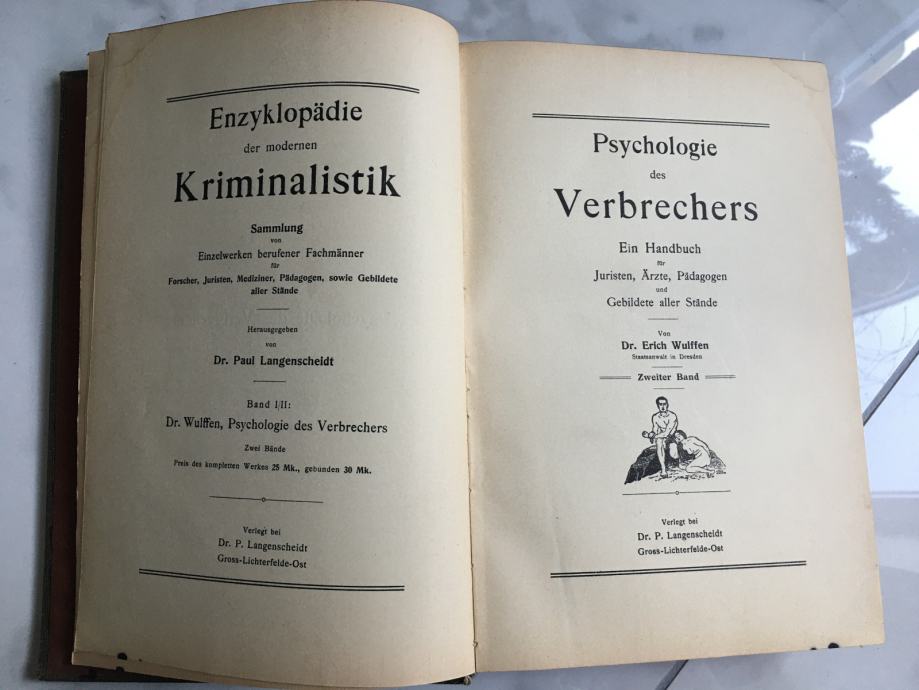 Enzyklopädie
der modernen
Kriminalistik
Sammlung
von
Einzelwerken berufener Fachmänner
für
Forscher, Juristen, Mediziner, Pädagogen, sowie Gebildete
aller Stände
Herausgegeben
von
Dr. Paul Langenscheidt
Band I/II:
Dr. Wulffen, Psychologie des Verbrechers
Zwei Bände
Preis des kompletten Werkes 25 Mk., gebunden 30 Mk.
Verlegt bei
Dr. P. Langenscheidt
Gross-Lichterfelde-Ost
Psychologie
des
Verbrechers
Ein Handbuch
für
Juristen, Ärzte, Pädagogen
und
Gebildete aller Stände
Von
Dr. Erich Wulffen
Staatsanwalt in Dresden
Zweiter Band
Verlegt bei
Dr. P. Langenscheidt
Gross-Lichterfelde-Ost